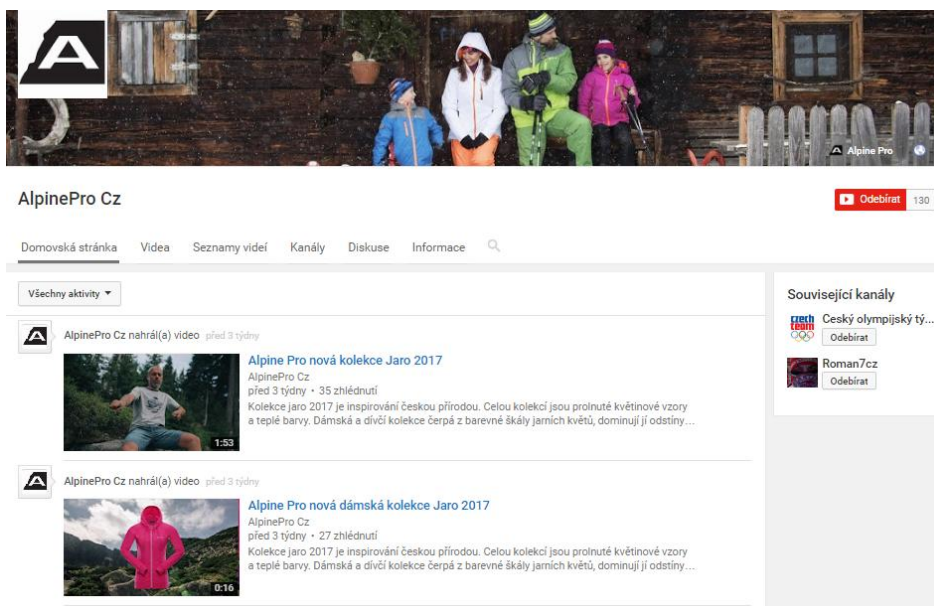 Alpine Pro
AlpinePro Cz
Odebírat 130
Domovská stránka Videa Seznamy videí Kanály Diskuse Informace
Všechny aktivity
AlpinePro Cz nahrál(a) video před 3 týdny
Alpine Pro nová kolekce Jaro 2017
AlpinePro Cz
před 3 týdny • 35 zhlédnutí
Kolekce jaro 2017 je inspirování českou přírodou. Celou kolekcí jsou prolnuté květinové vzory
a teplé barvy. Dámská a dívčí kolekce čerpá z barevné škály jarních květů, dominují jí odstíny…
1:53
AlpinePro Cz nahrál(a) video před 3 týdny
Alpine Pro nová dámská kolekce Jaro 2017
AlpinePro Cz
před 3 týdny • 27 zhlédnutí
Kolekce jaro 2017 je inspirování českou přírodou. Celou kolekcí jsou prolnuté květinové vzory
a teplé barvy. Dámská a dívčí kolekce čerpá z barevné škály jarních květů, dominují jí odstíny…
0:16
Související kanály
czech
team
Český olympijský tý...
Odebírat
Roman7cz
Odebírat